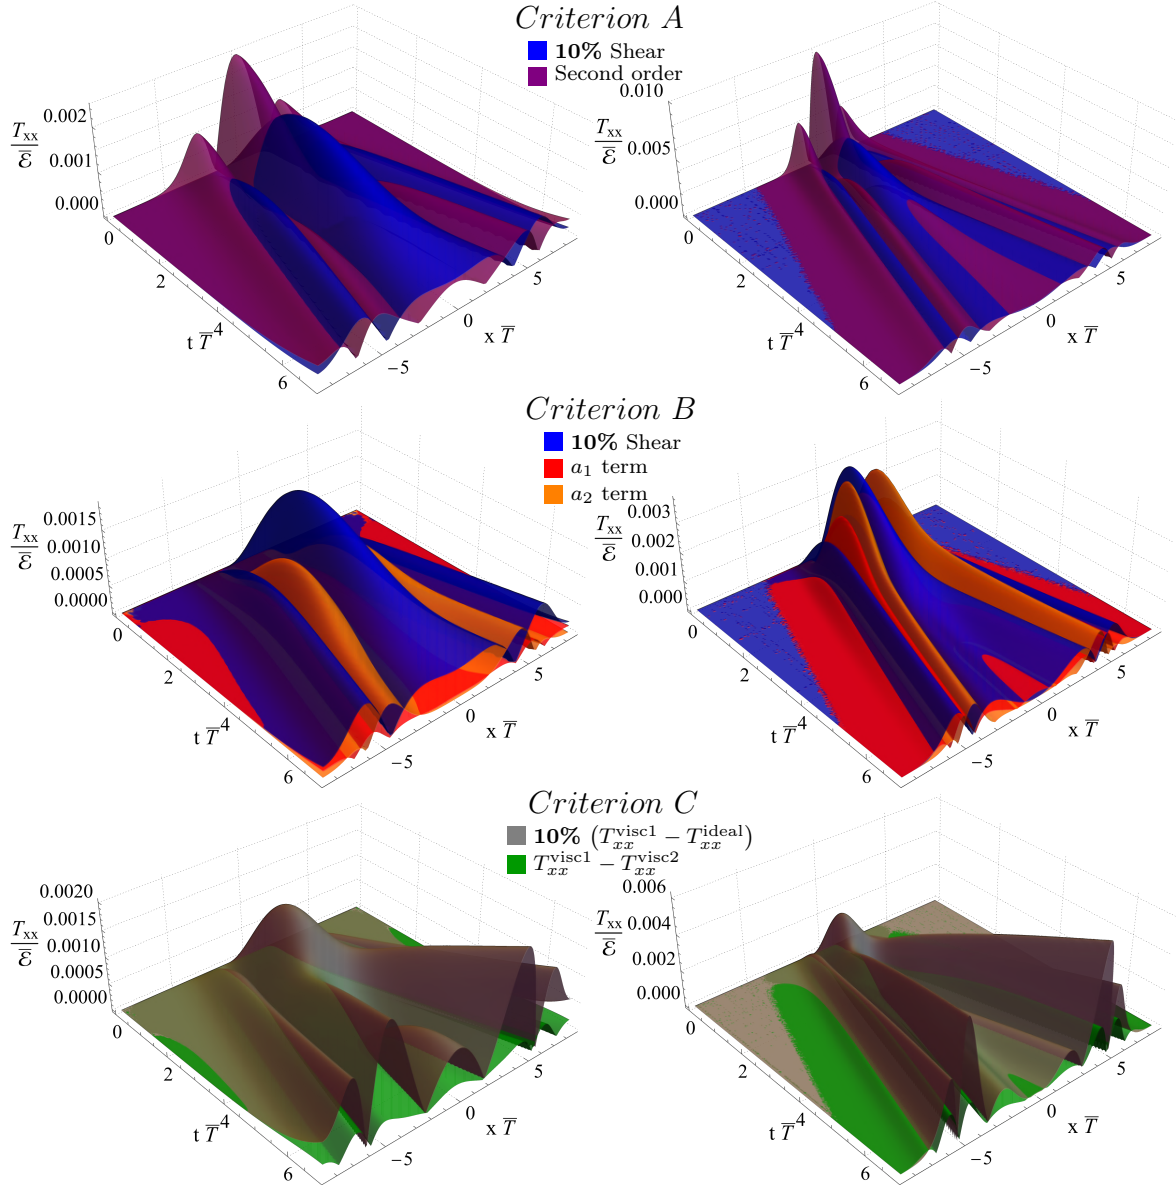 Criterion A
10% Shear
Second order
0.002
0.001
0.000
T_xx / ℰ̅
0
2
4
6
t T̅
−5
0
5
x T̅
0.010
0.005
0.000
T_xx / ℰ̅
0
2
4
6
t T̅
−5
0
5
x T̅
Criterion B
10% Shear
a₁ term
a₂ term
0.0015
0.0010
0.0005
0.0000
T_xx / ℰ̅
0
2
4
6
t T̅
−5
0
5
x T̅
0.003
0.002
0.001
0.000
T_xx / ℰ̅
0
2
4
6
t T̅
−5
0
5
x T̅
Criterion C
10% (T_xx^visc1 − T_xx^ideal)
T_xx^visc1 − T_xx^visc2
0.0020
0.0015
0.0010
0.0005
0.0000
T_xx / ℰ̅
0
2
4
6
t T̅
−5
0
5
x T̅
0.006
0.004
0.002
0.000
T_xx / ℰ̅
0
2
4
6
t T̅
−5
0
5
x T̅